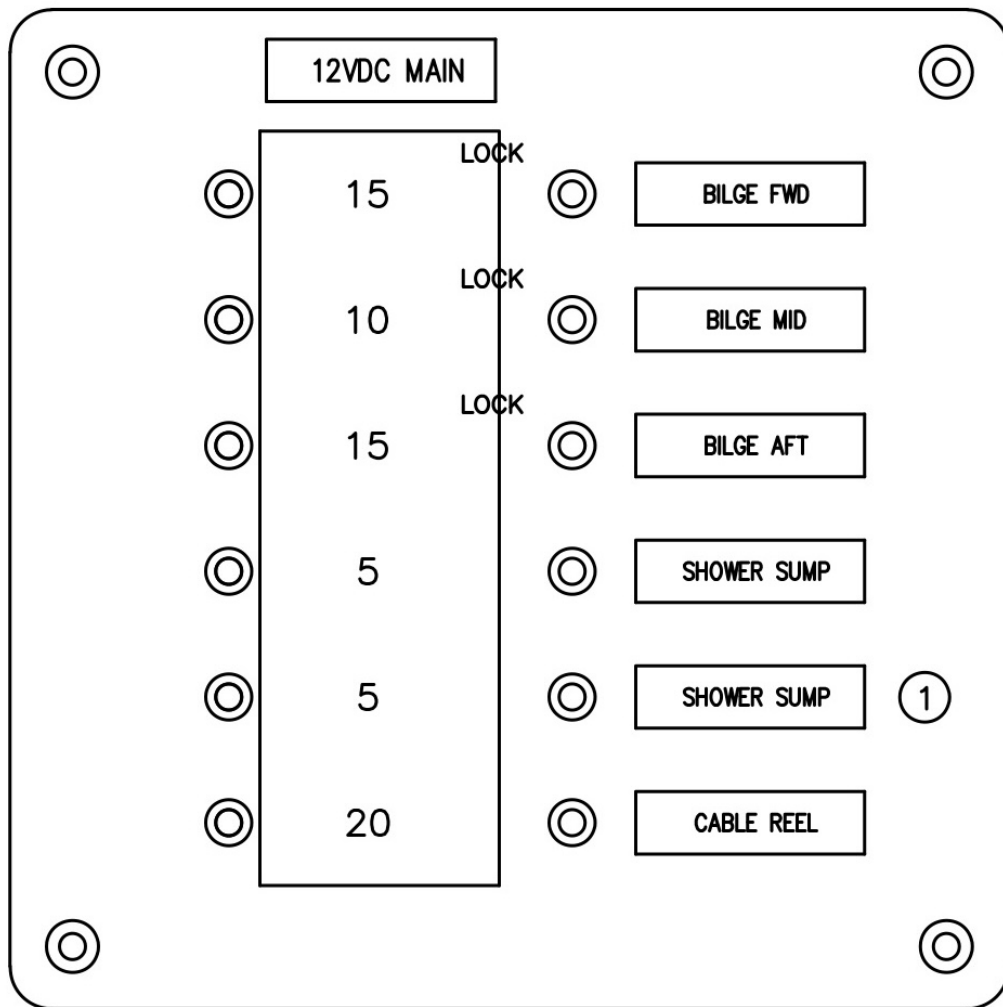 12VDC MAIN
LOCK
15 BILGE FWD
LOCK
10 BILGE MID
LOCK
15 BILGE AFT
5 SHOWER SUMP
5 SHOWER SUMP 1
20 CABLE REEL